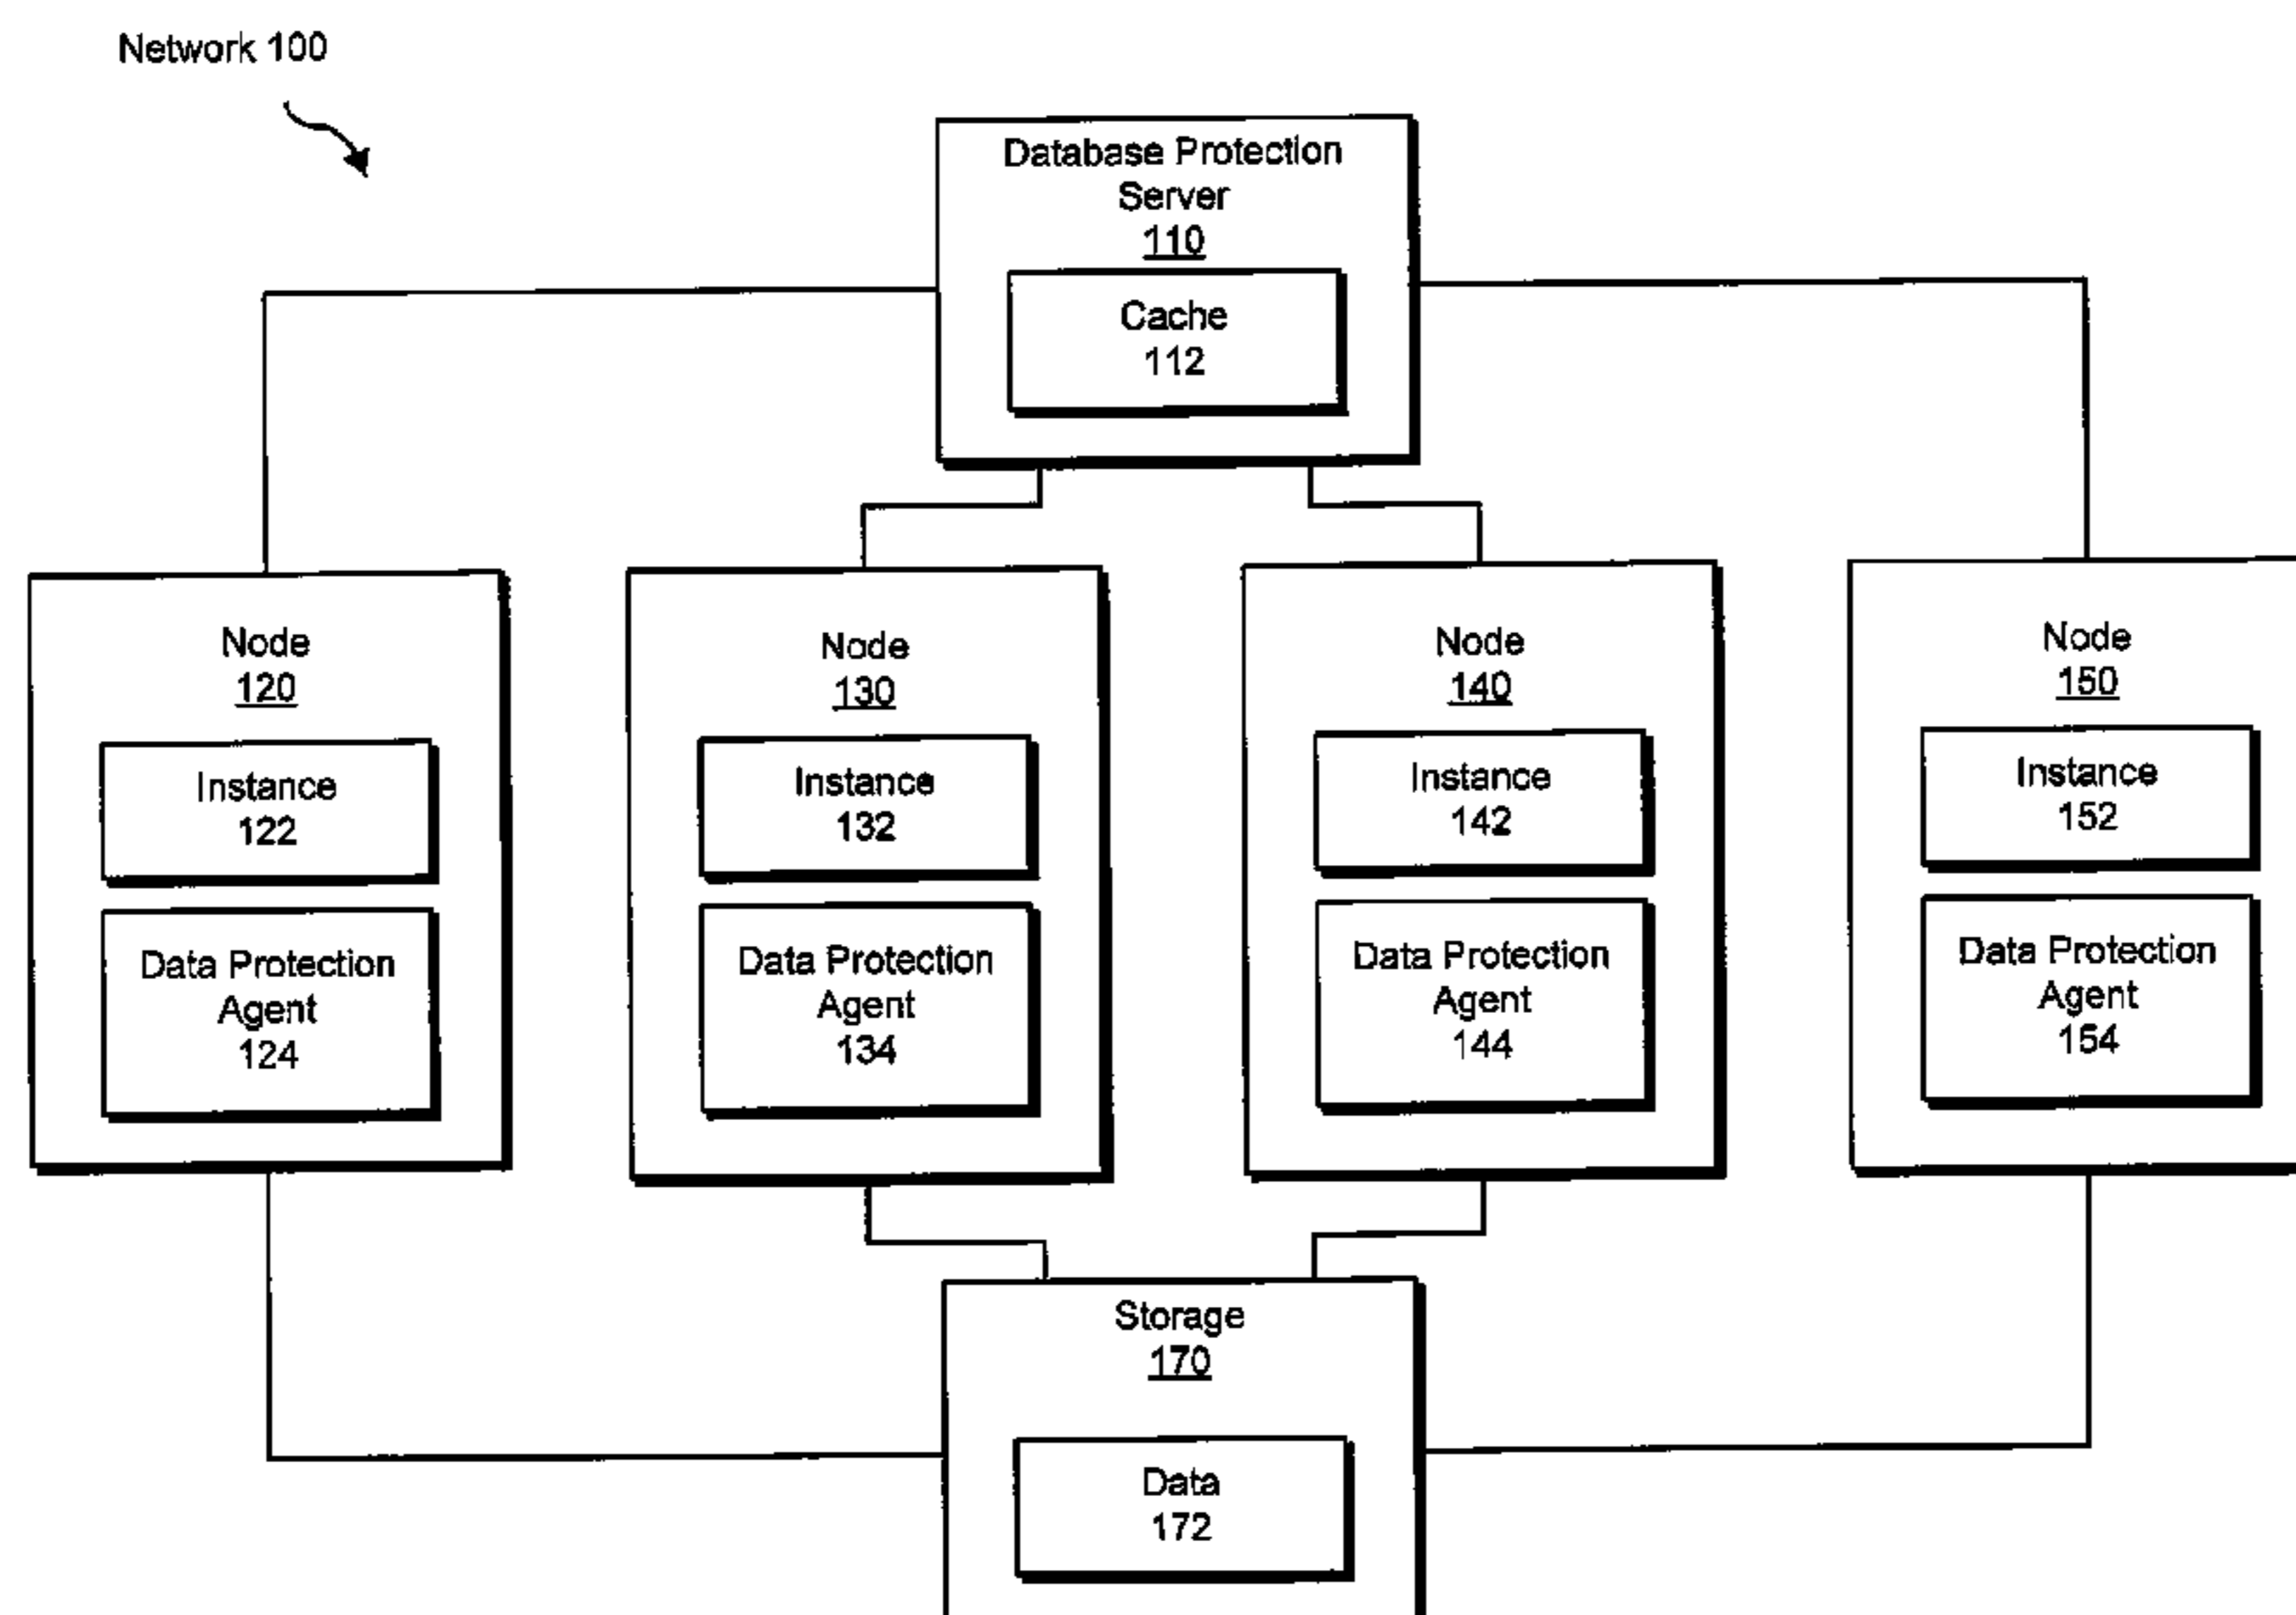 Network 100
Database Protection
Server
110
Cache
112
Node
120
Instance
122
Data Protection
Agent
124
Node
130
Instance
132
Data Protection
Agent
134
Node
140
Instance
142
Data Protection
Agent
144
Node
150
Instance
152
Data Protection
Agent
154
Storage
170
Data
172